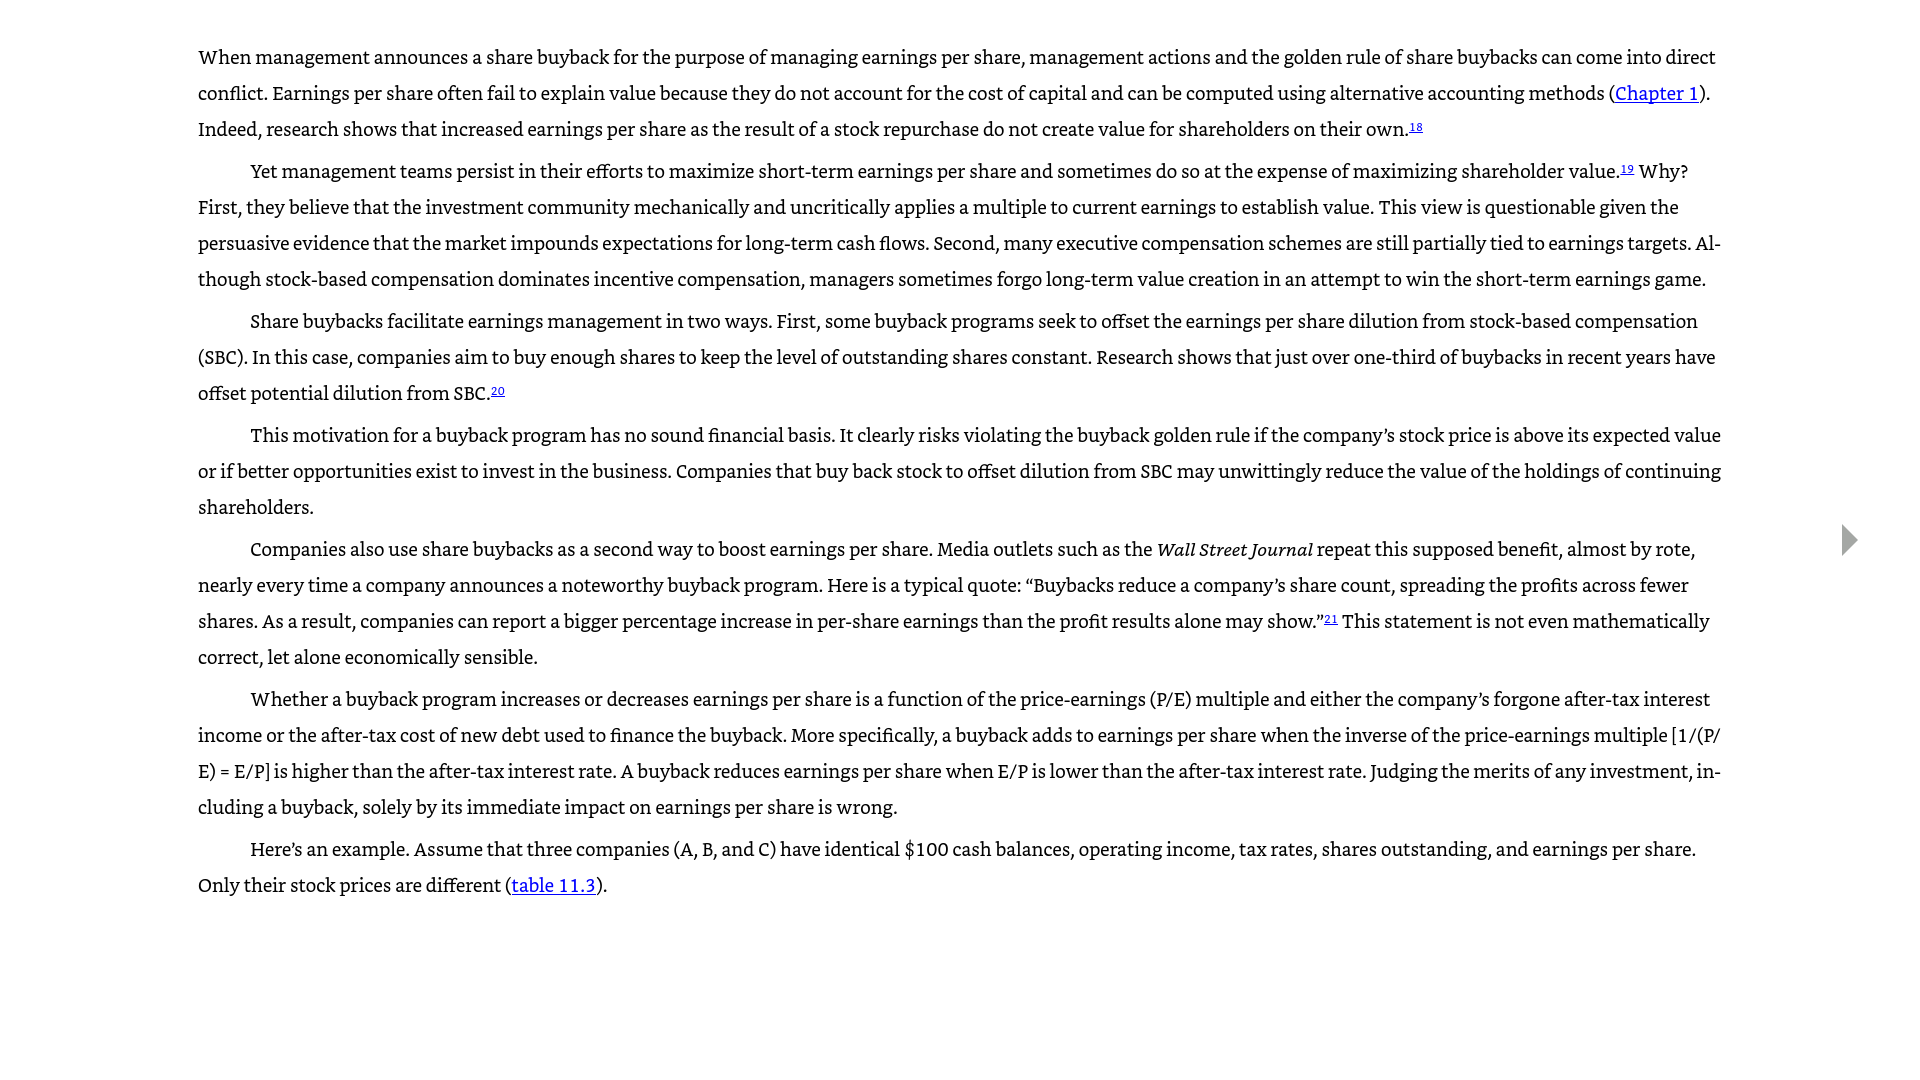 When management announces a share buyback for the purpose of managing earnings per share, management actions and the golden rule of share buybacks can come into direct
conflict. Earnings per share often fail to explain value because they do not account for the cost of capital and can be computed using alternative accounting methods (Chapter 1).
Indeed, research shows that increased earnings per share as the result of a stock repurchase do not create value for shareholders on their own.18
Yet management teams persist in their efforts to maximize short-term earnings per share and sometimes do so at the expense of maximizing shareholder value.19 Why?
First, they believe that the investment community mechanically and uncritically applies a multiple to current earnings to establish value. This view is questionable given the
persuasive evidence that the market impounds expectations for long-term cash flows. Second, many executive compensation schemes are still partially tied to earnings targets. Al-
though stock-based compensation dominates incentive compensation, managers sometimes forgo long-term value creation in an attempt to win the short-term earnings game.
Share buybacks facilitate earnings management in two ways. First, some buyback programs seek to offset the earnings per share dilution from stock-based compensation
(SBC). In this case, companies aim to buy enough shares to keep the level of outstanding shares constant. Research shows that just over one-third of buybacks in recent years have
offset potential dilution from SBC.20
This motivation for a buyback program has no sound financial basis. It clearly risks violating the buyback golden rule if the company’s stock price is above its expected value
or if better opportunities exist to invest in the business. Companies that buy back stock to offset dilution from SBC may unwittingly reduce the value of the holdings of continuing
shareholders.
Companies also use share buybacks as a second way to boost earnings per share. Media outlets such as the Wall Street Journal repeat this supposed benefit, almost by rote,
nearly every time a company announces a noteworthy buyback program. Here is a typical quote: “Buybacks reduce a company’s share count, spreading the profits across fewer
shares. As a result, companies can report a bigger percentage increase in per-share earnings than the profit results alone may show.”21 This statement is not even mathematically
correct, let alone economically sensible.
Whether a buyback program increases or decreases earnings per share is a function of the price-earnings (P/E) multiple and either the company’s forgone after-tax interest
income or the after-tax cost of new debt used to finance the buyback. More specifically, a buyback adds to earnings per share when the inverse of the price-earnings multiple [1/(P/
E) = E/P] is higher than the after-tax interest rate. A buyback reduces earnings per share when E/P is lower than the after-tax interest rate. Judging the merits of any investment, in-
cluding a buyback, solely by its immediate impact on earnings per share is wrong.
Here’s an example. Assume that three companies (A, B, and C) have identical $100 cash balances, operating income, tax rates, shares outstanding, and earnings per share.
Only their stock prices are different (table 11.3).